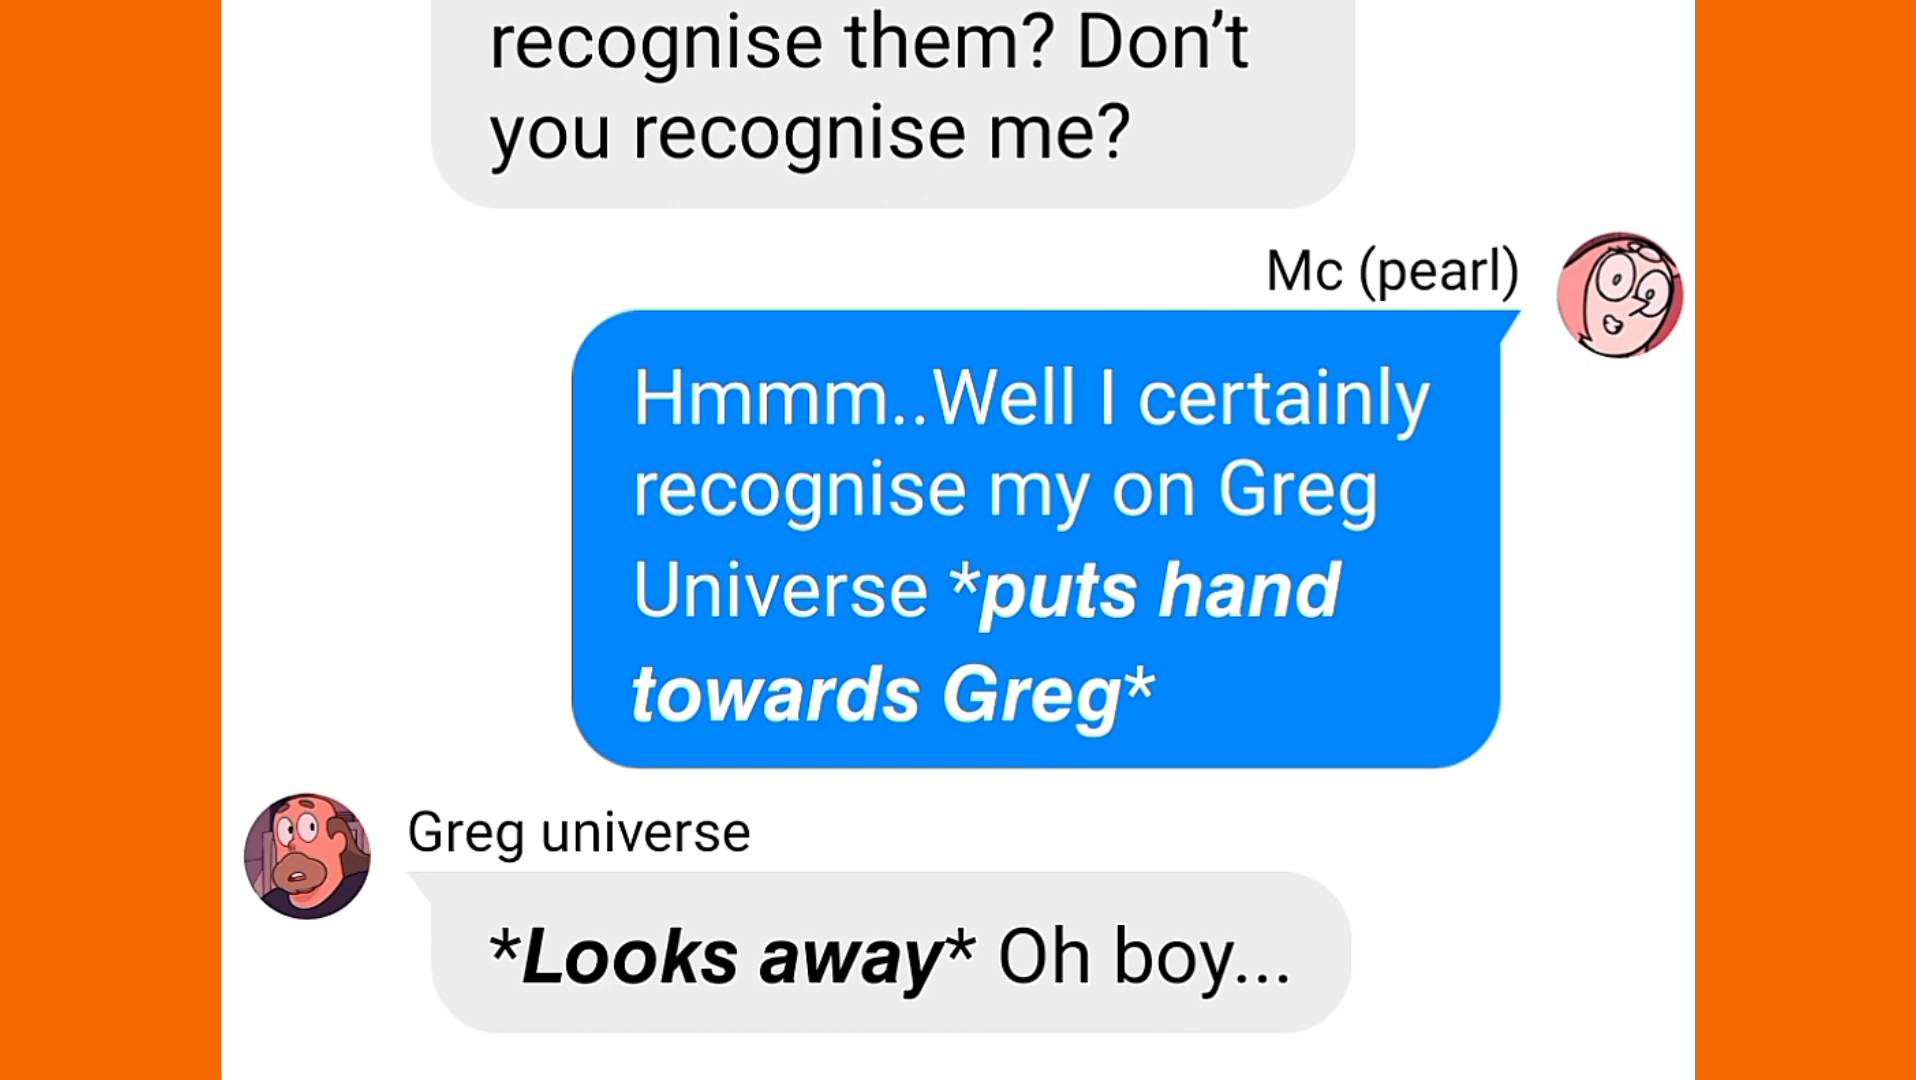 recognise them? Don’t
you recognise me?
Mc (pearl)
Hmmm..Well I certainly
recognise my on Greg
Universe *puts hand
towards Greg*
Greg universe
*Looks away* Oh boy...